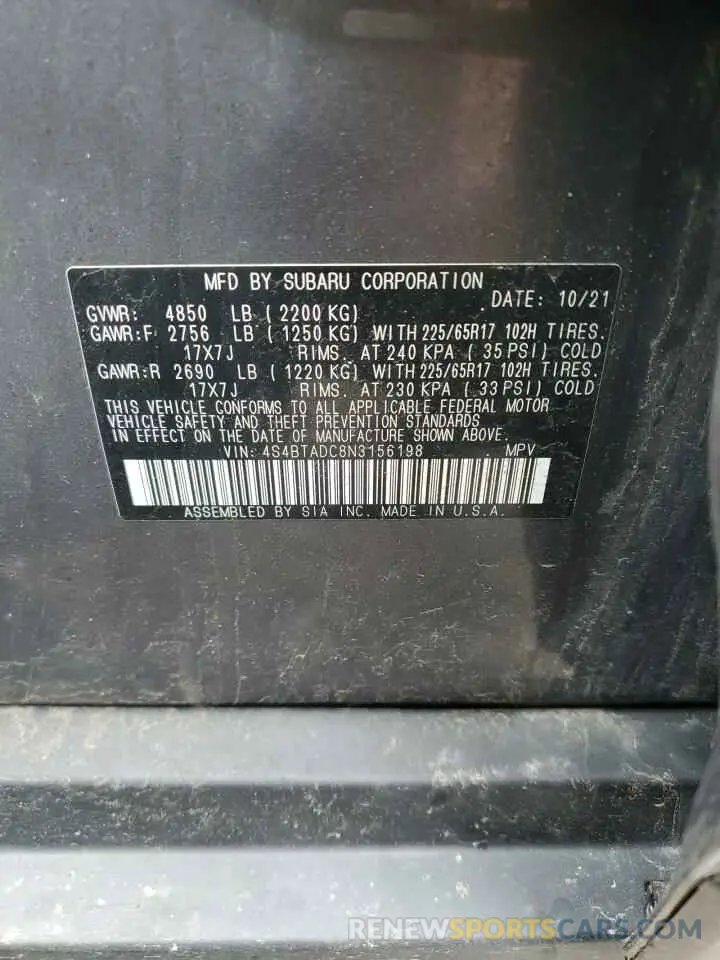 MFD BY SUBARU CORPORATION
DATE: 10/21
GVWR: 4850 LB ( 2200 KG )
GAWR:F 2756 LB ( 1250 KG ) WITH 225/65R17 102H TIRES.
17X7J RIMS. AT 240 KPA ( 35 PSI ) COLD
GAWR:R 2690 LB ( 1220 KG ) WITH 225/65R17 102H TIRES.
17X7J RIMS. AT 230 KPA ( 33 PSI ) COLD
THIS VEHICLE CONFORMS TO ALL APPLICABLE FEDERAL MOTOR
VEHICLE SAFETY AND THEFT PREVENTION STANDARDS
IN EFFECT ON THE DATE OF MANUFACTURE SHOWN ABOVE.
VIN: 4S4BTADC8N3156198 MPV
ASSEMBLED BY SIA INC. MADE IN U.S.A.
RENEWSPORTSCARS.COM